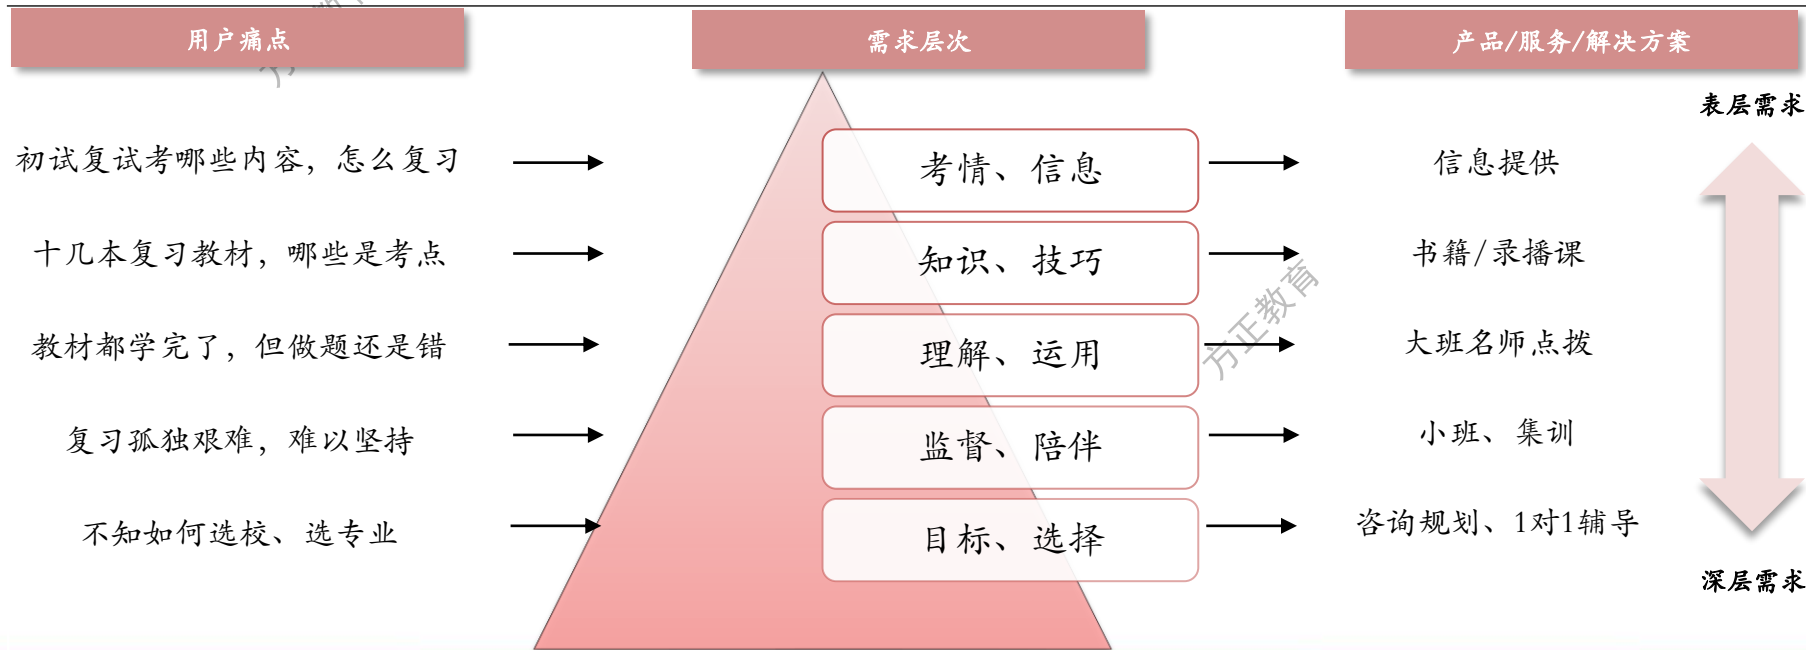 用户痛点 需求层次 产品/服务/解决方案
表层需求
初试复试考哪些内容，怎么复习 考情、信息 信息提供
十几本复习教材，哪些是考点 知识、技巧 书籍/录播课
方正教育
教材都学完了，但做题还是错 理解、运用 大班名师点拨
复习孤独艰难，难以坚持 监督、陪伴 小班、集训
不知如何选校、选专业 目标、选择 咨询规划、1对1辅导
深层需求